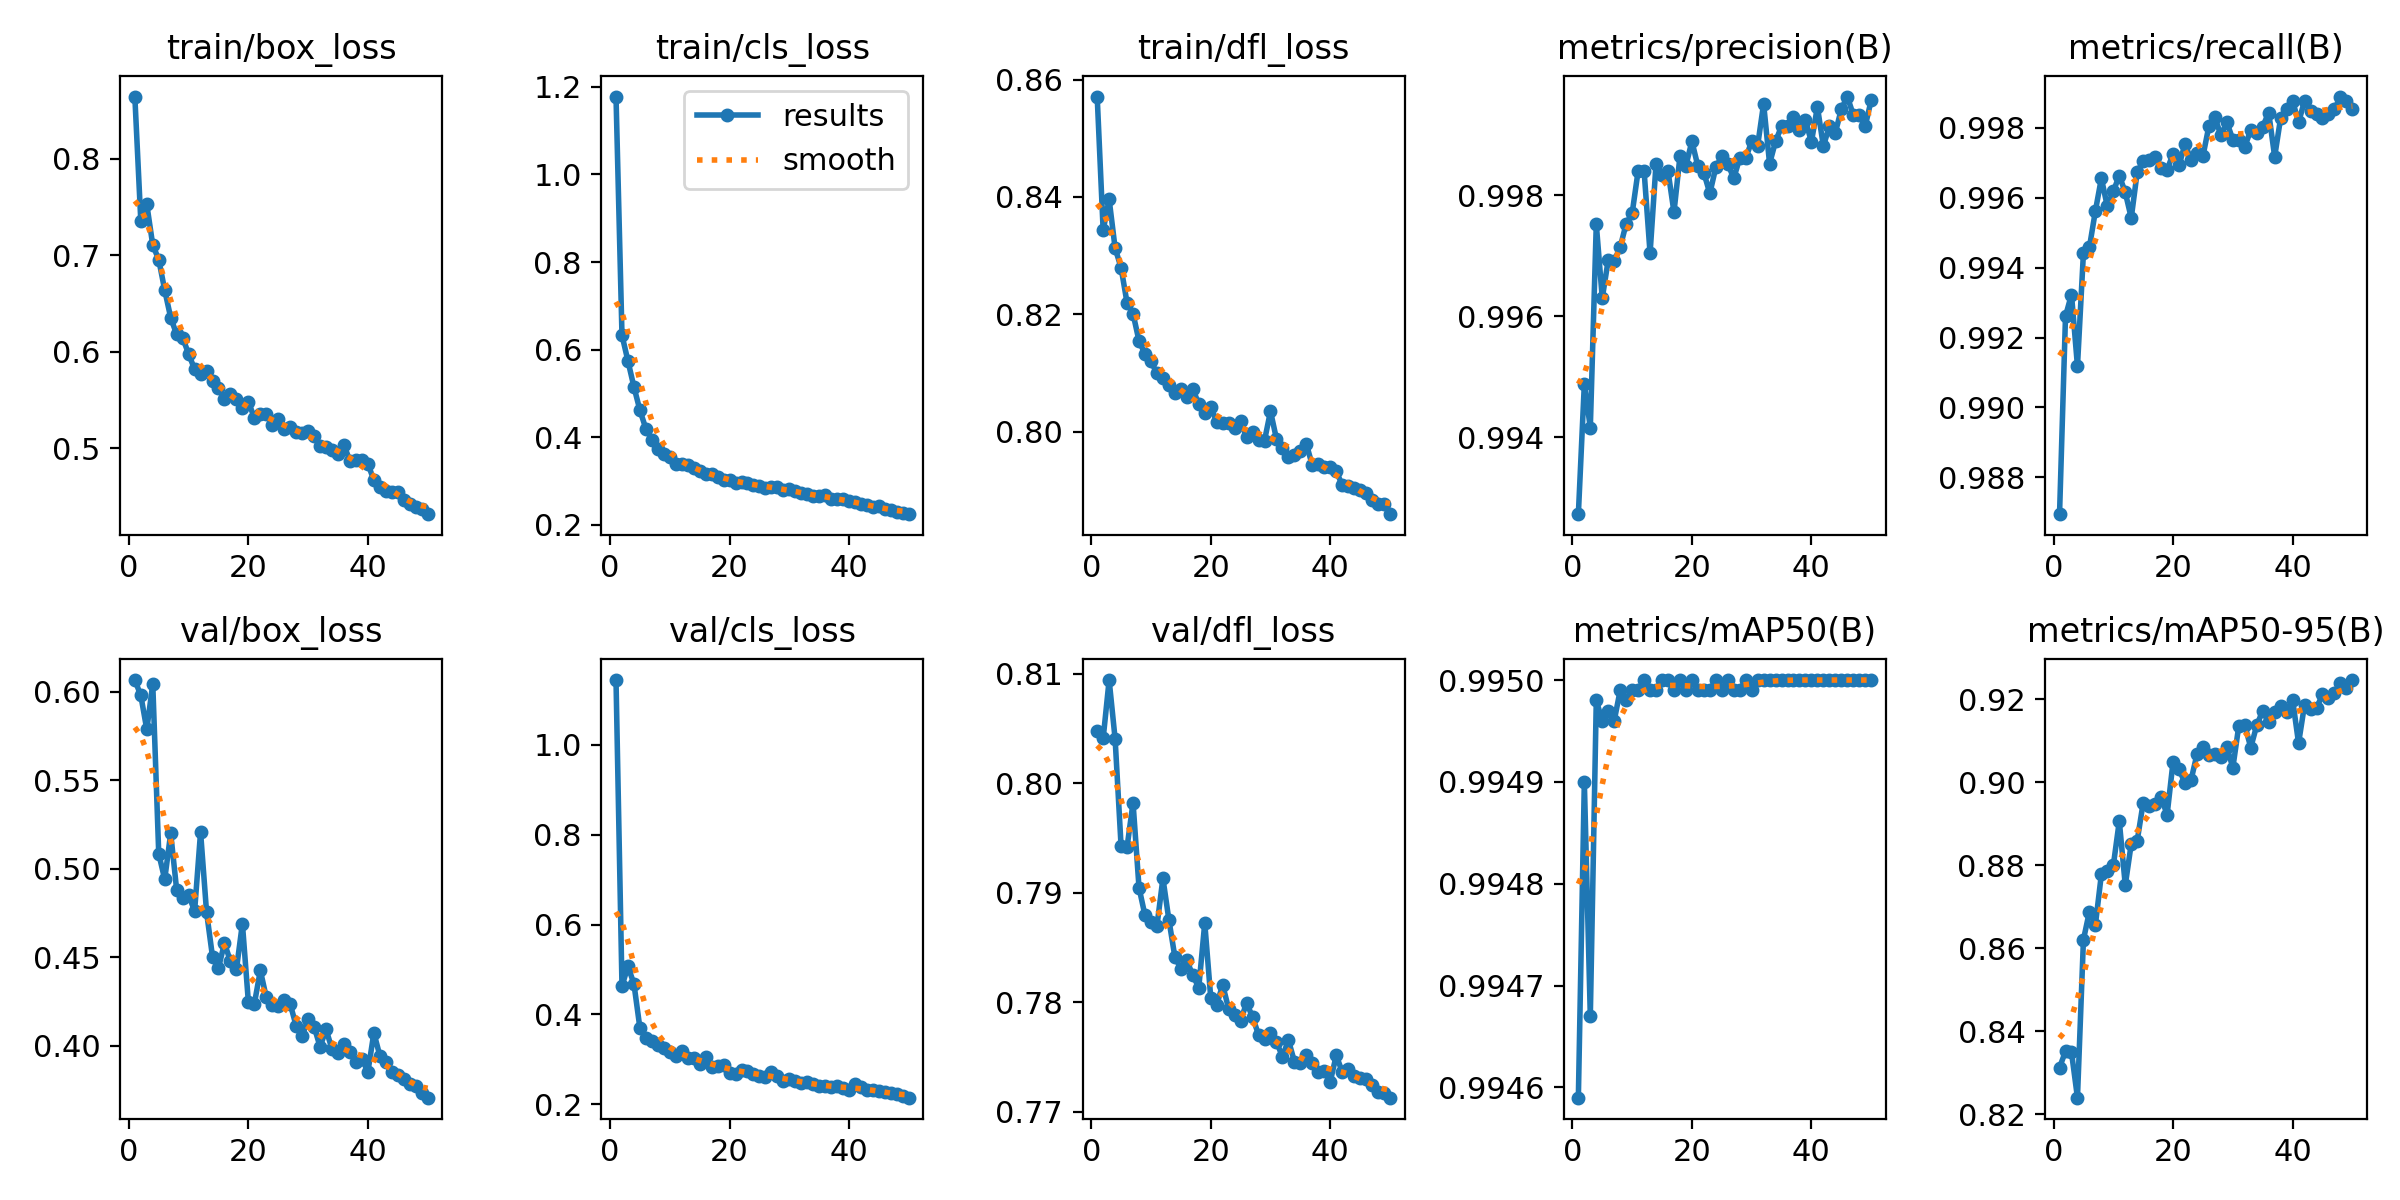 train/box_loss
0.8
0.7
0.6
0.5
0 20 40
train/cls_loss
results
smooth
1.2
1.0
0.8
0.6
0.4
0.2
0 20 40
train/dfl_loss
0.86
0.84
0.82
0.80
0 20 40
metrics/precision(B)
0.998
0.996
0.994
0 20 40
metrics/recall(B)
0.998
0.996
0.994
0.992
0.990
0.988
0 20 40
val/box_loss
0.60
0.55
0.50
0.45
0.40
0 20 40
val/cls_loss
1.0
0.8
0.6
0.4
0.2
0 20 40
val/dfl_loss
0.81
0.80
0.79
0.78
0.77
0 20 40
metrics/mAP50(B)
0.9950
0.9949
0.9948
0.9947
0.9946
0 20 40
metrics/mAP50-95(B)
0.92
0.90
0.88
0.86
0.84
0.82
0 20 40